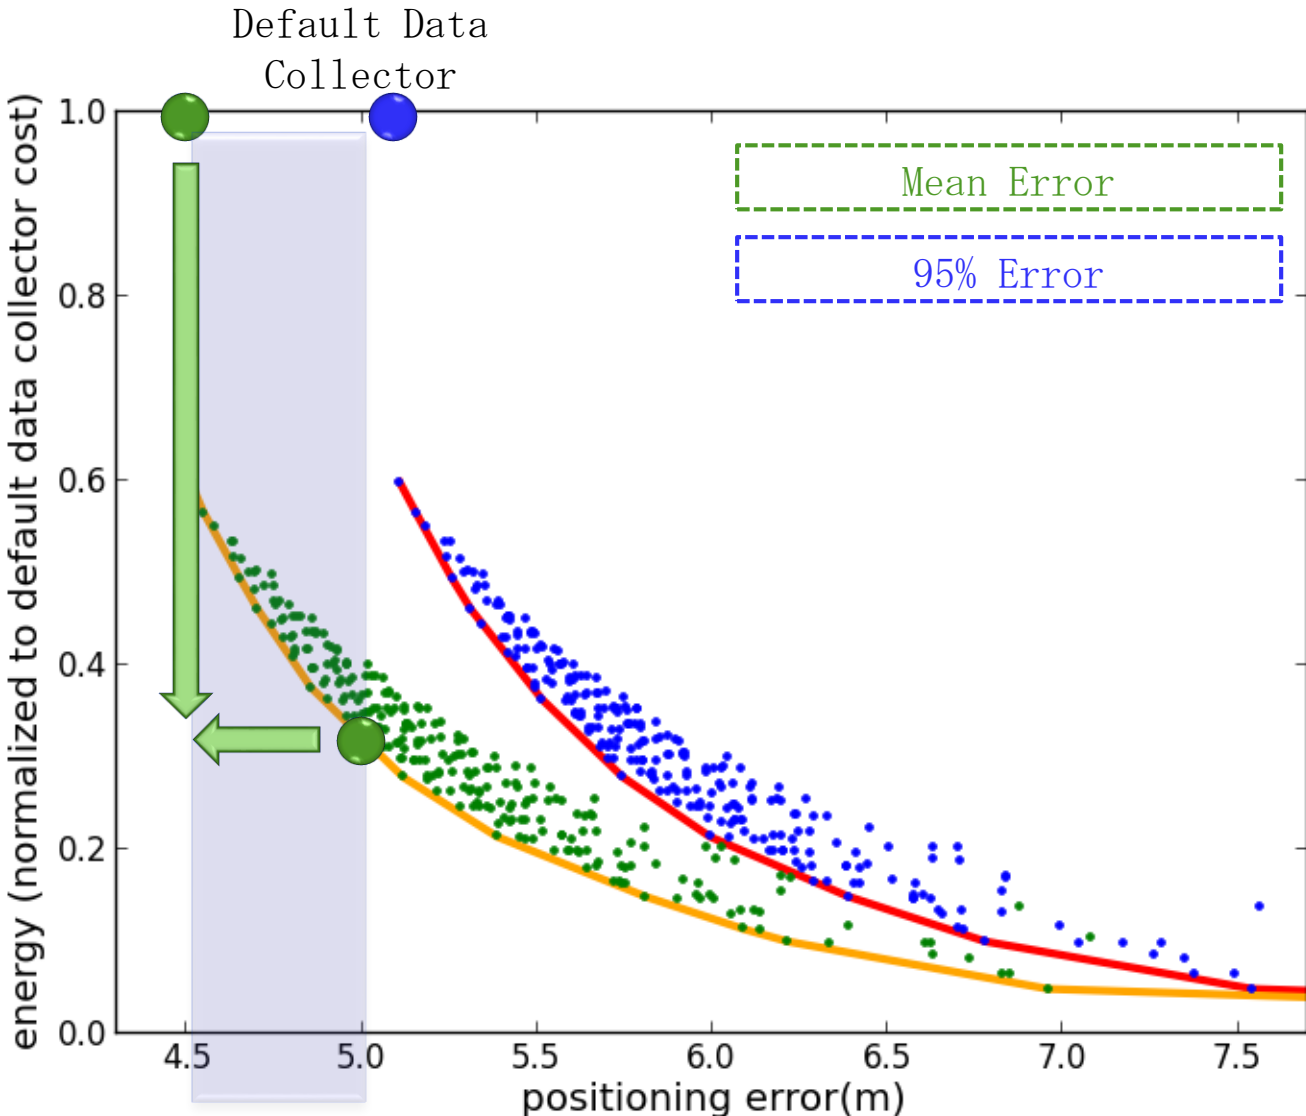 Default Data
Collector
energy (normalized to default data collector cost)
1.0
0.8
0.6
0.4
0.2
0.0
Mean Error
95% Error
4.5 5.0 5.5 6.0 6.5 7.0 7.5
positioning error(m)